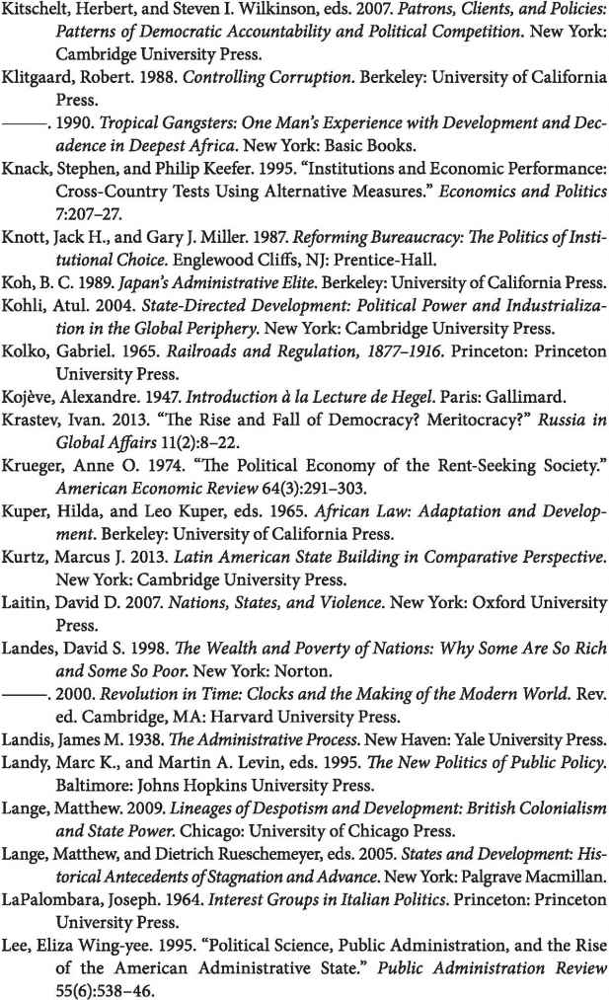 Kitschelt, Herbert, and Steven I. Wilkinson, eds. 2007. Patrons, Clients, and Policies:
Patterns of Democratic Accountability and Political Competition. New York:
Cambridge University Press.
Klitgaard, Robert. 1988. Controlling Corruption. Berkeley: University of California
Press.
———. 1990. Tropical Gangsters: One Man’s Experience with Development and Dec-
adence in Deepest Africa. New York: Basic Books.
Knack, Stephen, and Philip Keefer. 1995. “Institutions and Economic Performance:
Cross-Country Tests Using Alternative Measures.” Economics and Politics
7:207–27.
Knott, Jack H., and Gary J. Miller. 1987. Reforming Bureaucracy: The Politics of Insti-
tutional Choice. Englewood Cliffs, NJ: Prentice-Hall.
Koh, B. C. 1989. Japan’s Administrative Elite. Berkeley: University of California Press.
Kohli, Atul. 2004. State-Directed Development: Political Power and Industrializa-
tion in the Global Periphery. New York: Cambridge University Press.
Kolko, Gabriel. 1965. Railroads and Regulation, 1877–1916. Princeton: Princeton
University Press.
Kojève, Alexandre. 1947. Introduction à la Lecture de Hegel. Paris: Gallimard.
Krastev, Ivan. 2013. “The Rise and Fall of Democracy? Meritocracy?” Russia in
Global Affairs 11(2):8–22.
Krueger, Anne O. 1974. “The Political Economy of the Rent-Seeking Society.”
American Economic Review 64(3):291–303.
Kuper, Hilda, and Leo Kuper, eds. 1965. African Law: Adaptation and Develop-
ment. Berkeley: University of California Press.
Kurtz, Marcus J. 2013. Latin American State Building in Comparative Perspective.
New York: Cambridge University Press.
Laitin, David D. 2007. Nations, States, and Violence. New York: Oxford University
Press.
Landes, David S. 1998. The Wealth and Poverty of Nations: Why Some Are So Rich
and Some So Poor. New York: Norton.
———. 2000. Revolution in Time: Clocks and the Making of the Modern World. Rev.
ed. Cambridge, MA: Harvard University Press.
Landis, James M. 1938. The Administrative Process. New Haven: Yale University Press.
Landy, Marc K., and Martin A. Levin, eds. 1995. The New Politics of Public Policy.
Baltimore: Johns Hopkins University Press.
Lange, Matthew. 2009. Lineages of Despotism and Development: British Colonialism
and State Power. Chicago: University of Chicago Press.
Lange, Matthew, and Dietrich Rueschemeyer, eds. 2005. States and Development: His-
torical Antecedents of Stagnation and Advance. New York: Palgrave Macmillan.
LaPalombara, Joseph. 1964. Interest Groups in Italian Politics. Princeton: Princeton
University Press.
Lee, Eliza Wing-yee. 1995. “Political Science, Public Administration, and the Rise
of the American Administrative State.” Public Administration Review
55(6):538–46.